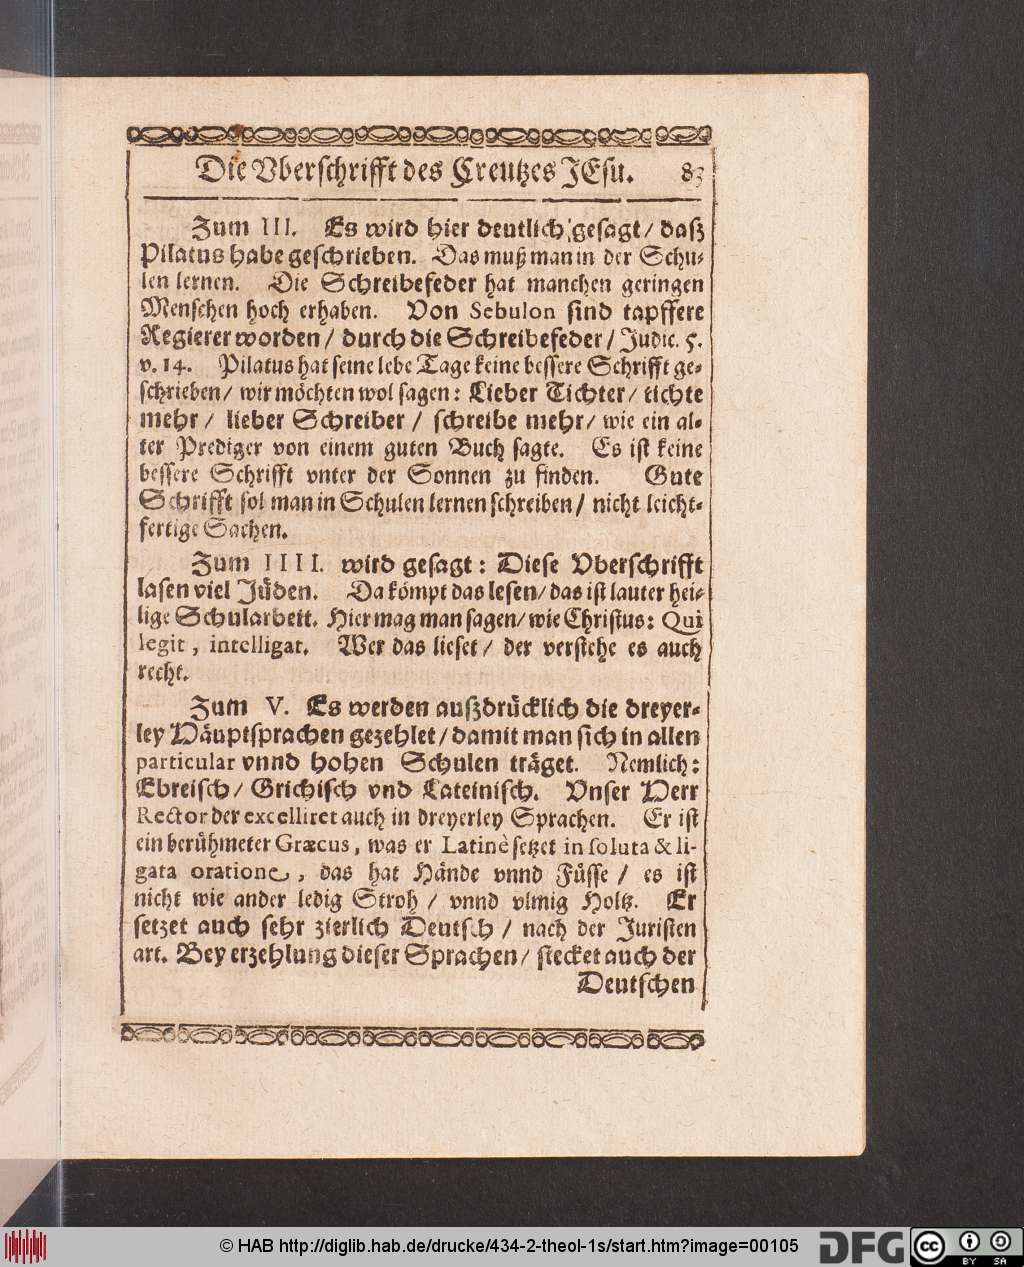 Die Vberschrifft des Creutzes JEsu. 83
Zum III. Es wird hier deutlich gesagt / daß
Pilatus habe geschrieben. Das muß man in der Schu-
len lernen. Die Schreibefeder hat manchen geringen
Menschen hoch erhaben. Von Sebulon sind tapffere
Regierer worden / durch die Schreibefeder / Judic. 5.
v. 14. Pilatus hat seine lebe Tage keine bessere Schrifft ge-
schrieben / wir möchten wol sagen: Lieber Tichter / tichte
mehr / lieber Schreiber / schreibe mehr / wie ein al-
ter Prediger von einem guten Buch sagte. Es ist keine
bessere Schrifft vnter der Sonnen zu finden. Gute
Schrifft sol man in Schulen lernen schreiben / nicht leicht-
fertige Sachen.
Zum IIII. wird gesagt: Diese Vberschrifft
lasen viel Jüden. Da kömpt das lesen / das ist lauter hei-
lige Schularbeit. Hier mag man sagen / wie Christus: Qui
legit, intelligat. Wer das lieset / der verstehe es auch
recht.
Zum V. Es werden außdrücklich die dreyer-
ley Häuptsprachen gezehlet / damit man sich in allen
particular vnnd hohen Schulen träget. Nemlich:
Ebreisch / Grichisch vnd Lateinisch. Vnser Herr
Rector der excelliret auch in dreyerley Sprachen. Er ist
ein berühmeter Græcus, was er Latinè setzet in soluta & li-
gata oratione, das hat Hände vnnd Füsse / es ist
nicht wie ander ledig Stroh / vnnd vlmig Holtz. Er
setzet auch sehr zierlich Deutsch / nach der Juristen
art. Bey erzehlung dieser Sprachen / stecket auch der
Deutschen
© HAB http://diglib.hab.de/drucke/434-2-theol-1s/start.htm?image=00105
DFG
cc BY SA